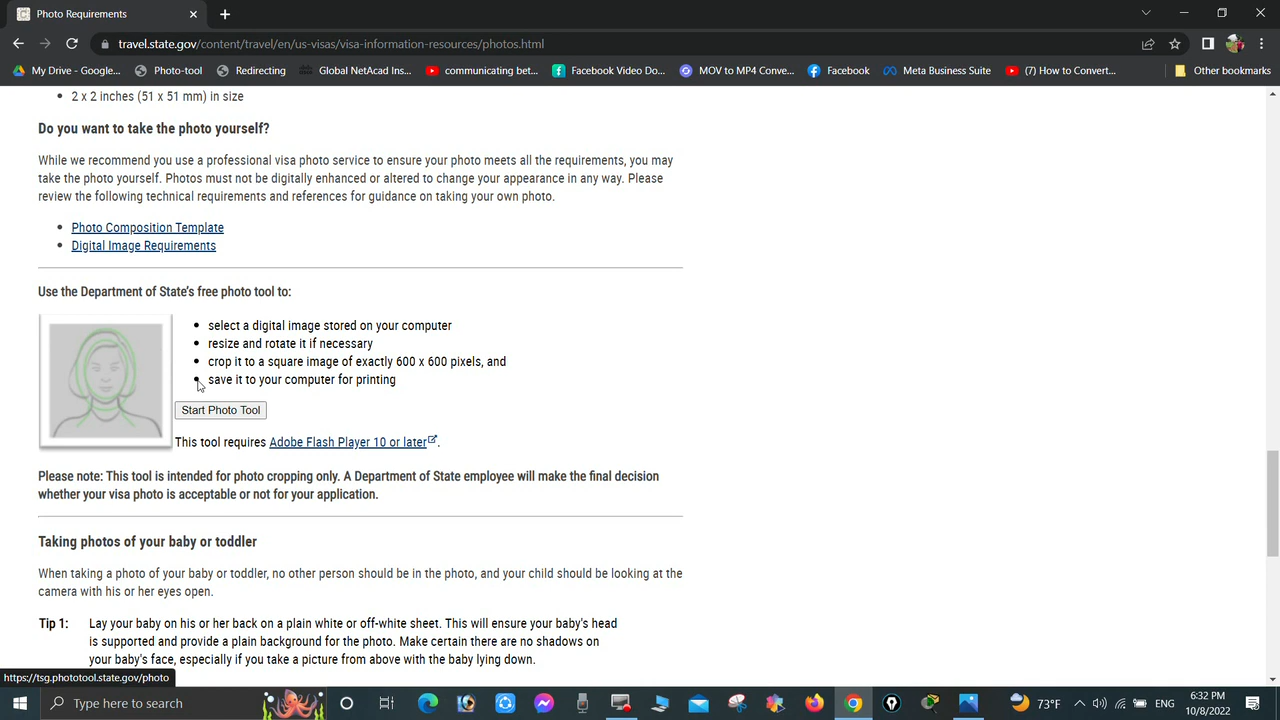 Photo Requirements
travel.state.gov/content/travel/en/us-visas/visa-information-resources/photos.html
My Drive - Google... Photo-tool Redirecting Global NetAcad Ins... communicating bet... Facebook Video Do... MOV to MP4 Conve... Facebook Meta Business Suite (7) How to Convert... Other bookmarks
• 2 x 2 inches (51 x 51 mm) in size
Do you want to take the photo yourself?
While we recommend you use a professional visa photo service to ensure your photo meets all the requirements, you may
take the photo yourself. Photos must not be digitally enhanced or altered to change your appearance in any way. Please
review the following technical requirements and references for guidance on taking your own photo.
• Photo Composition Template
• Digital Image Requirements
Use the Department of State's free photo tool to:
• select a digital image stored on your computer
• resize and rotate it if necessary
• crop it to a square image of exactly 600 x 600 pixels, and
• save it to your computer for printing
Start Photo Tool
This tool requires Adobe Flash Player 10 or later.
Please note: This tool is intended for photo cropping only. A Department of State employee will make the final decision
whether your visa photo is acceptable or not for your application.
Taking photos of your baby or toddler
When taking a photo of your baby or toddler, no other person should be in the photo, and your child should be looking at the
camera with his or her eyes open.
Tip 1: Lay your baby on his or her back on a plain white or off-white sheet. This will ensure your baby's head
is supported and provide a plain background for the photo. Make certain there are no shadows on
your baby's face, especially if you take a picture from above with the baby lying down.
https://tsg.phototool.state.gov/photo
Type here to search
73°F
ENG
6:32 PM
10/8/2022